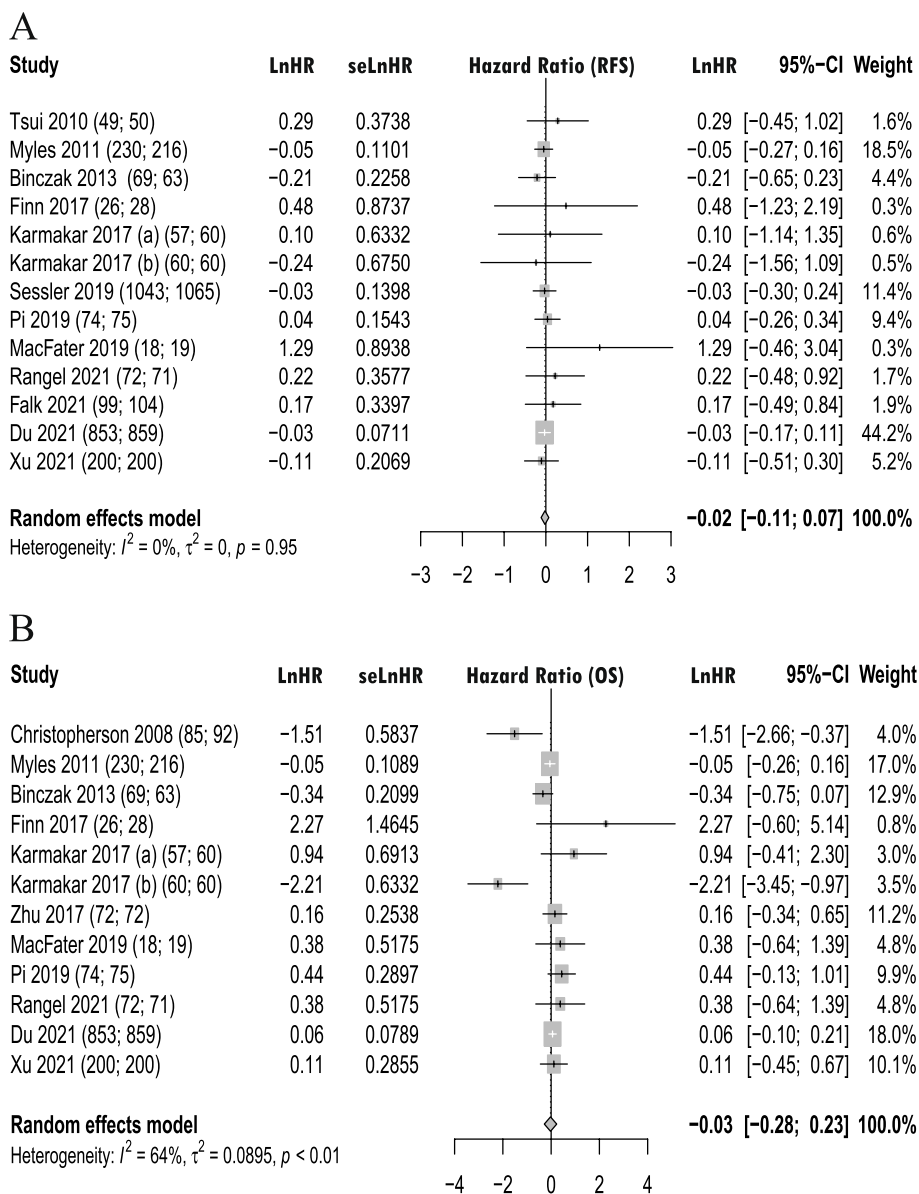 A
Study LnHR seLnHR Hazard Ratio (RFS) LnHR 95%−CI Weight
Tsui 2010 (49; 50) 0.29 0.3738 0.29 [−0.45; 1.02] 1.6%
Myles 2011 (230; 216) −0.05 0.1101 −0.05 [−0.27; 0.16] 18.5%
Binczak 2013 (69; 63) −0.21 0.2258 −0.21 [−0.65; 0.23] 4.4%
Finn 2017 (26; 28) 0.48 0.8737 0.48 [−1.23; 2.19] 0.3%
Karmakar 2017 (a) (57; 60) 0.10 0.6332 0.10 [−1.14; 1.35] 0.6%
Karmakar 2017 (b) (60; 60) −0.24 0.6750 −0.24 [−1.56; 1.09] 0.5%
Sessler 2019 (1043; 1065) −0.03 0.1398 −0.03 [−0.30; 0.24] 11.4%
Pi 2019 (74; 75) 0.04 0.1543 0.04 [−0.26; 0.34] 9.4%
MacFater 2019 (18; 19) 1.29 0.8938 1.29 [−0.46; 3.04] 0.3%
Rangel 2021 (72; 71) 0.22 0.3577 0.22 [−0.48; 0.92] 1.7%
Falk 2021 (99; 104) 0.17 0.3397 0.17 [−0.49; 0.84] 1.9%
Du 2021 (853; 859) −0.03 0.0711 −0.03 [−0.17; 0.11] 44.2%
Xu 2021 (200; 200) −0.11 0.2069 −0.11 [−0.51; 0.30] 5.2%
Random effects model −0.02 [−0.11; 0.07] 100.0%
Heterogeneity: I² = 0%, τ² = 0, p = 0.95
−3 −2 −1 0 1 2 3
B
Study LnHR seLnHR Hazard Ratio (OS) LnHR 95%−CI Weight
Christopherson 2008 (85; 92) −1.51 0.5837 −1.51 [−2.66; −0.37] 4.0%
Myles 2011 (230; 216) −0.05 0.1089 −0.05 [−0.26; 0.16] 17.0%
Binczak 2013 (69; 63) −0.34 0.2099 −0.34 [−0.75; 0.07] 12.9%
Finn 2017 (26; 28) 2.27 1.4645 2.27 [−0.60; 5.14] 0.8%
Karmakar 2017 (a) (57; 60) 0.94 0.6913 0.94 [−0.41; 2.30] 3.0%
Karmakar 2017 (b) (60; 60) −2.21 0.6332 −2.21 [−3.45; −0.97] 3.5%
Zhu 2017 (72; 72) 0.16 0.2538 0.16 [−0.34; 0.65] 11.2%
MacFater 2019 (18; 19) 0.38 0.5175 0.38 [−0.64; 1.39] 4.8%
Pi 2019 (74; 75) 0.44 0.2897 0.44 [−0.13; 1.01] 9.9%
Rangel 2021 (72; 71) 0.38 0.5175 0.38 [−0.64; 1.39] 4.8%
Du 2021 (853; 859) 0.06 0.0789 0.06 [−0.10; 0.21] 18.0%
Xu 2021 (200; 200) 0.11 0.2855 0.11 [−0.45; 0.67] 10.1%
Random effects model −0.03 [−0.28; 0.23] 100.0%
Heterogeneity: I² = 64%, τ² = 0.0895, p < 0.01
−4 −2 0 2 4